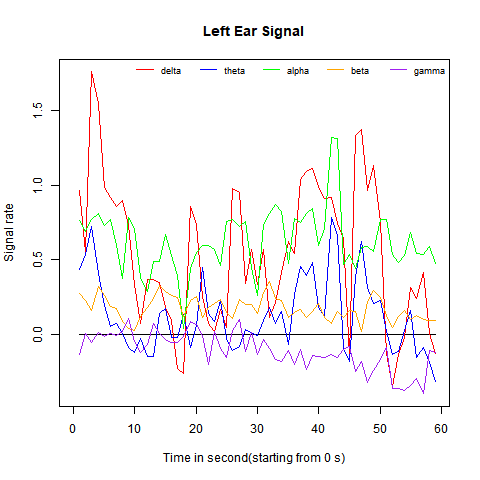 Left Ear Signal
delta theta alpha beta gamma
Signal rate
1.5
1.0
0.5
0.0
0 10 20 30 40 50 60
Time in second(starting from 0 s)